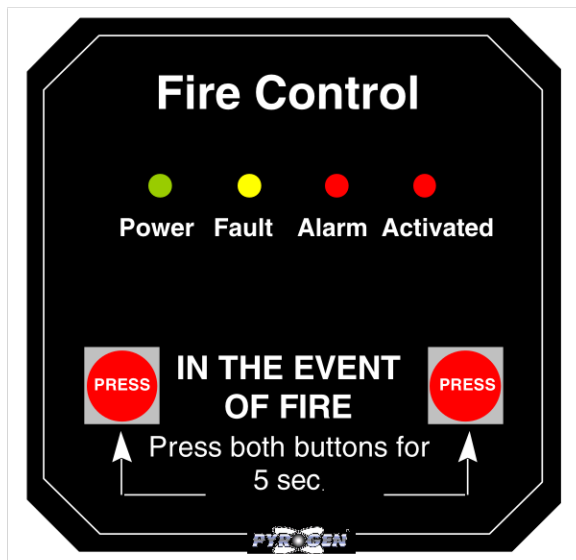 Fire Control
Power Fault Alarm Activated
PRESS IN THE EVENT PRESS
OF FIRE
Press both buttons for
5 sec.
PYROGEN